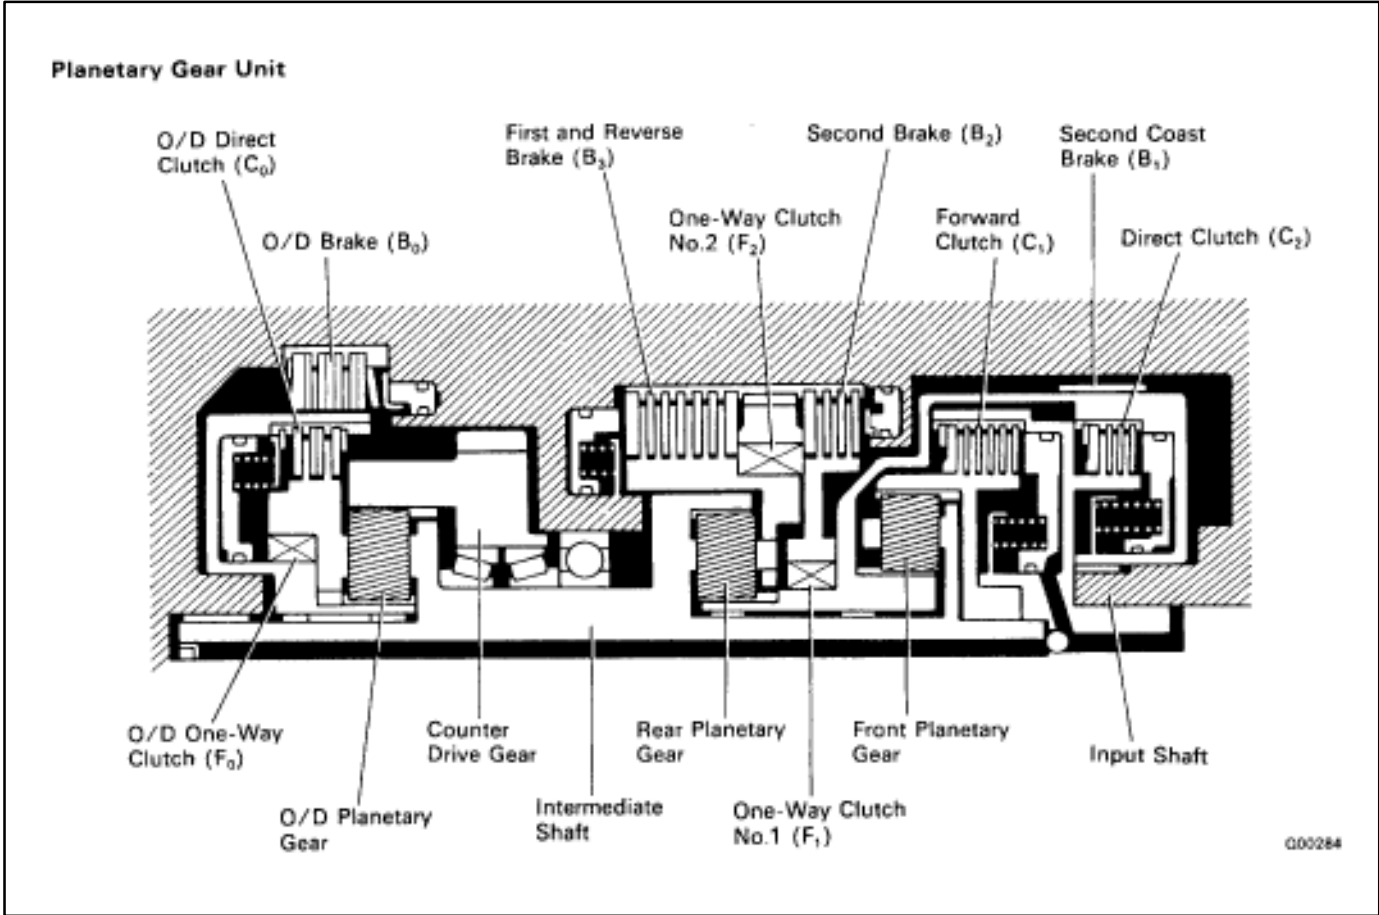 Planetary Gear Unit
O/D Direct
Clutch (C₀)
First and Reverse
Brake (B₃)
Second Brake (B₂)
Second Coast
Brake (B₁)
O/D Brake (B₀)
One-Way Clutch
No.2 (F₂)
Forward
Clutch (C₁)
Direct Clutch (C₂)
O/D One-Way
Clutch (F₀)
Counter
Drive Gear
Rear Planetary
Gear
Front Planetary
Gear
Input Shaft
O/D Planetary
Gear
Intermediate
Shaft
One-Way Clutch
No.1 (F₁)
Q00284